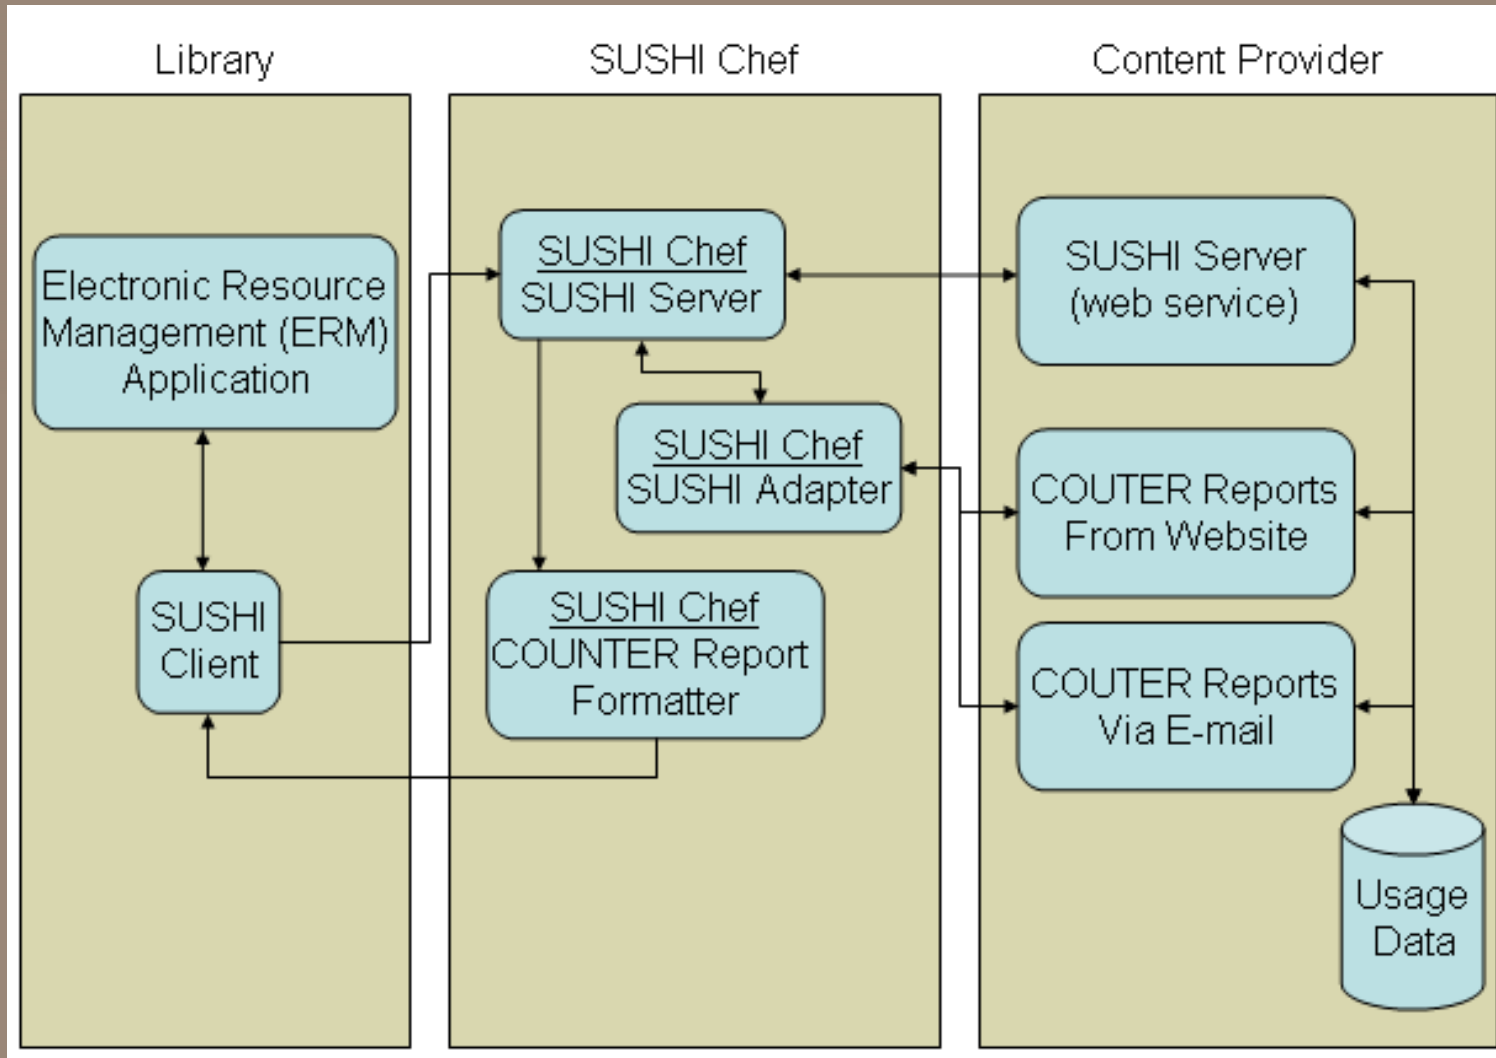 Library
SUSHI Chef
Content Provider
Electronic Resource
Management (ERM)
Application
SUSHI
Client
SUSHI Chef
SUSHI Server
SUSHI Chef
SUSHI Adapter
SUSHI Chef
COUNTER Report
Formatter
SUSHI Server
(web service)
COUTER Reports
From Website
COUTER Reports
Via E-mail
Usage
Data